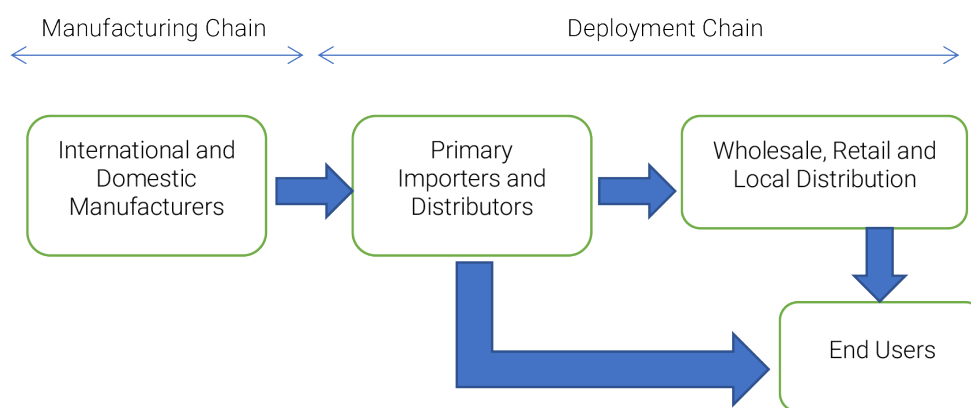 Manufacturing Chain
Deployment Chain
International and
Domestic
Manufacturers
Primary
Importers and
Distributors
Wholesale, Retail and
Local Distribution
End Users